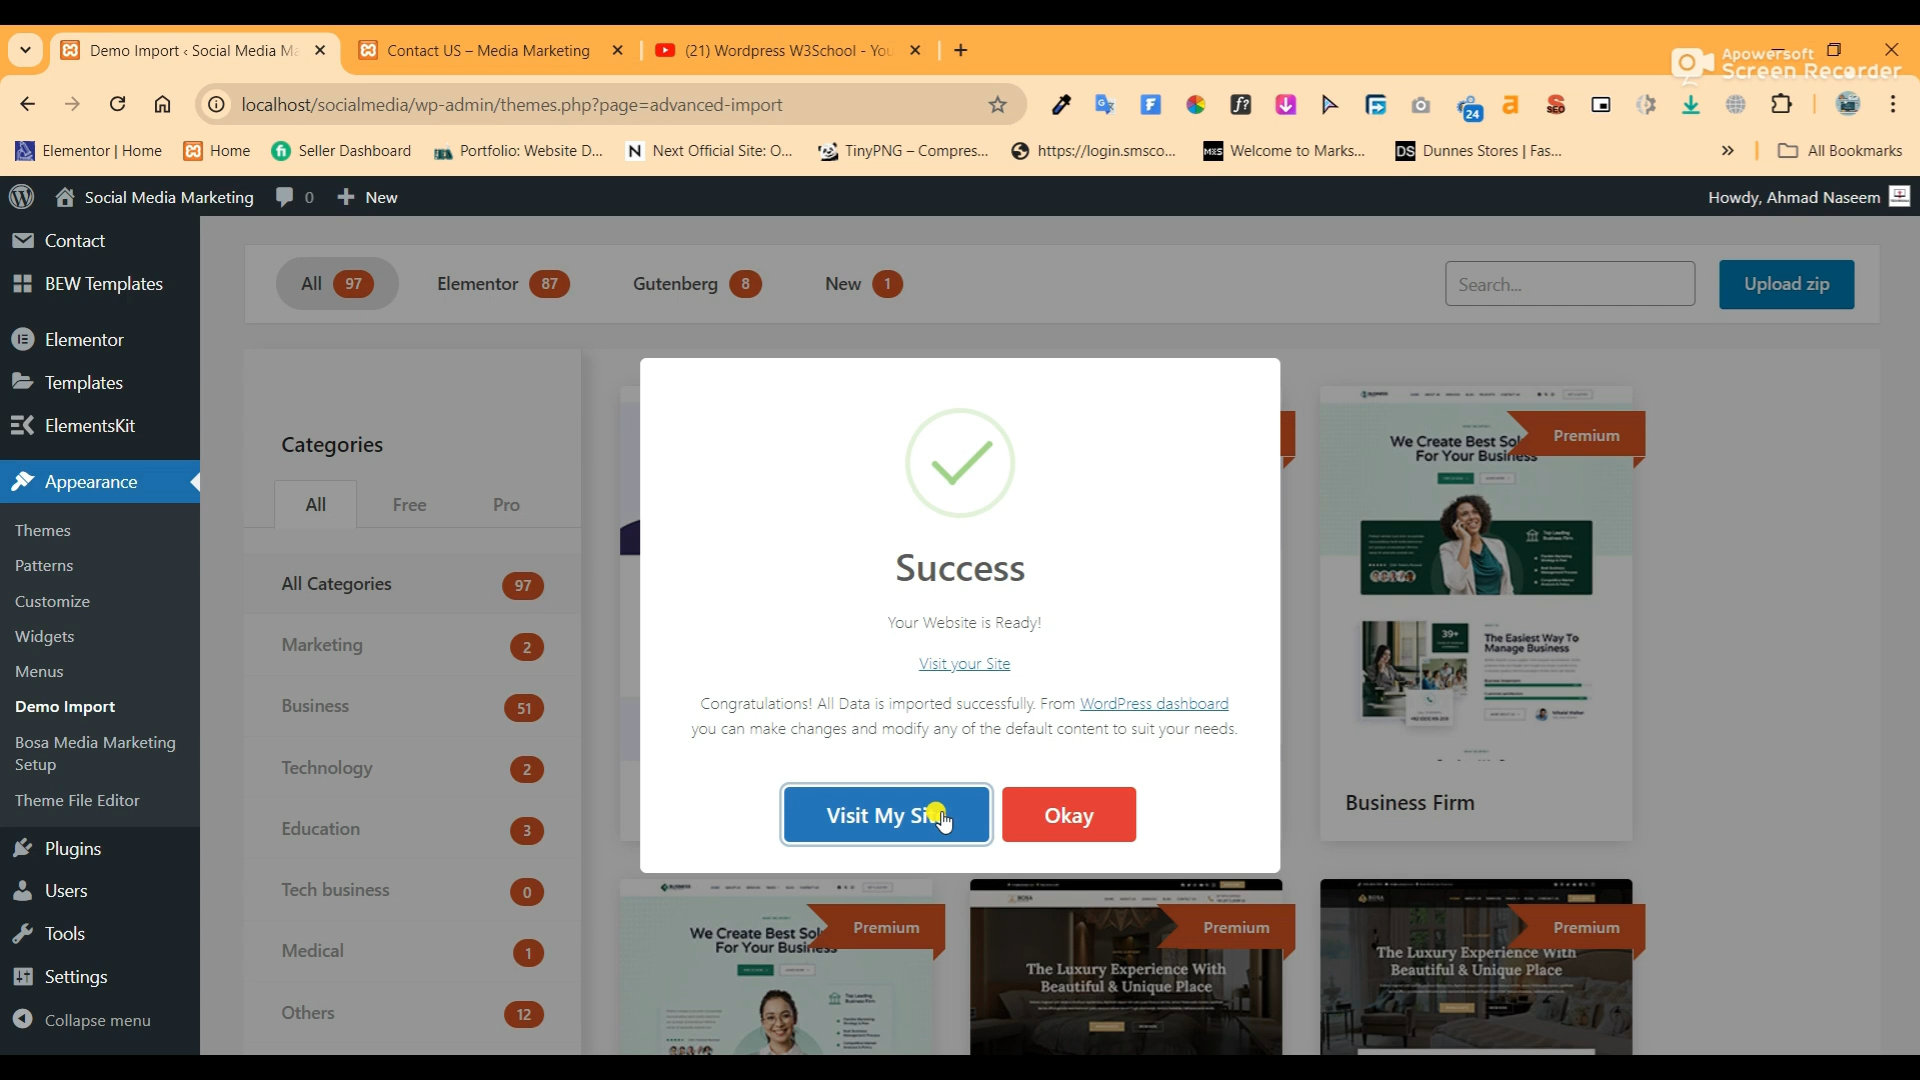 Demo Import ‹ Social Media Ma
Contact US – Media Marketing
(21) Wordpress W3School - You
Apowersoft
Screen Recorder
localhost/socialmedia/wp-admin/themes.php?page=advanced-import
24
SEO
Elementor | Home
Home
Seller Dashboard
Portfolio: Website D...
Next Official Site: O...
TinyPNG – Compres...
https://login.smsco...
Welcome to Marks...
Dunnes Stores | Fas...
All Bookmarks
Social Media Marketing
0
New
Howdy, Ahmad Naseem
Contact
BEW Templates
Elementor
Templates
ElementsKit
Appearance
Themes
Patterns
Customize
Widgets
Menus
Demo Import
Bosa Media Marketing
Setup
Theme File Editor
Plugins
Users
Tools
Settings
Collapse menu
All 97
Elementor 87
Gutenberg 8
New 1
Search...
Upload zip
Categories
All
Free
Pro
All Categories 97
Marketing 2
Business 51
Technology 2
Education 3
Tech business 0
Medical 1
Others 12
Success
Your Website is Ready!
Visit your Site
Congratulations! All Data is imported successfully. From WordPress dashboard
you can make changes and modify any of the default content to suit your needs.
Visit My Si
Okay
Premium
We Create Best Sol
For Your Business
39+
The Easiest Way To
Manage Business
Business Firm
Premium
We Create Best Sol
For Your Business
Premium
The Luxury Experience With
Beautiful & Unique Place
Premium
The Luxury Experience With
Beautiful & Unique Place